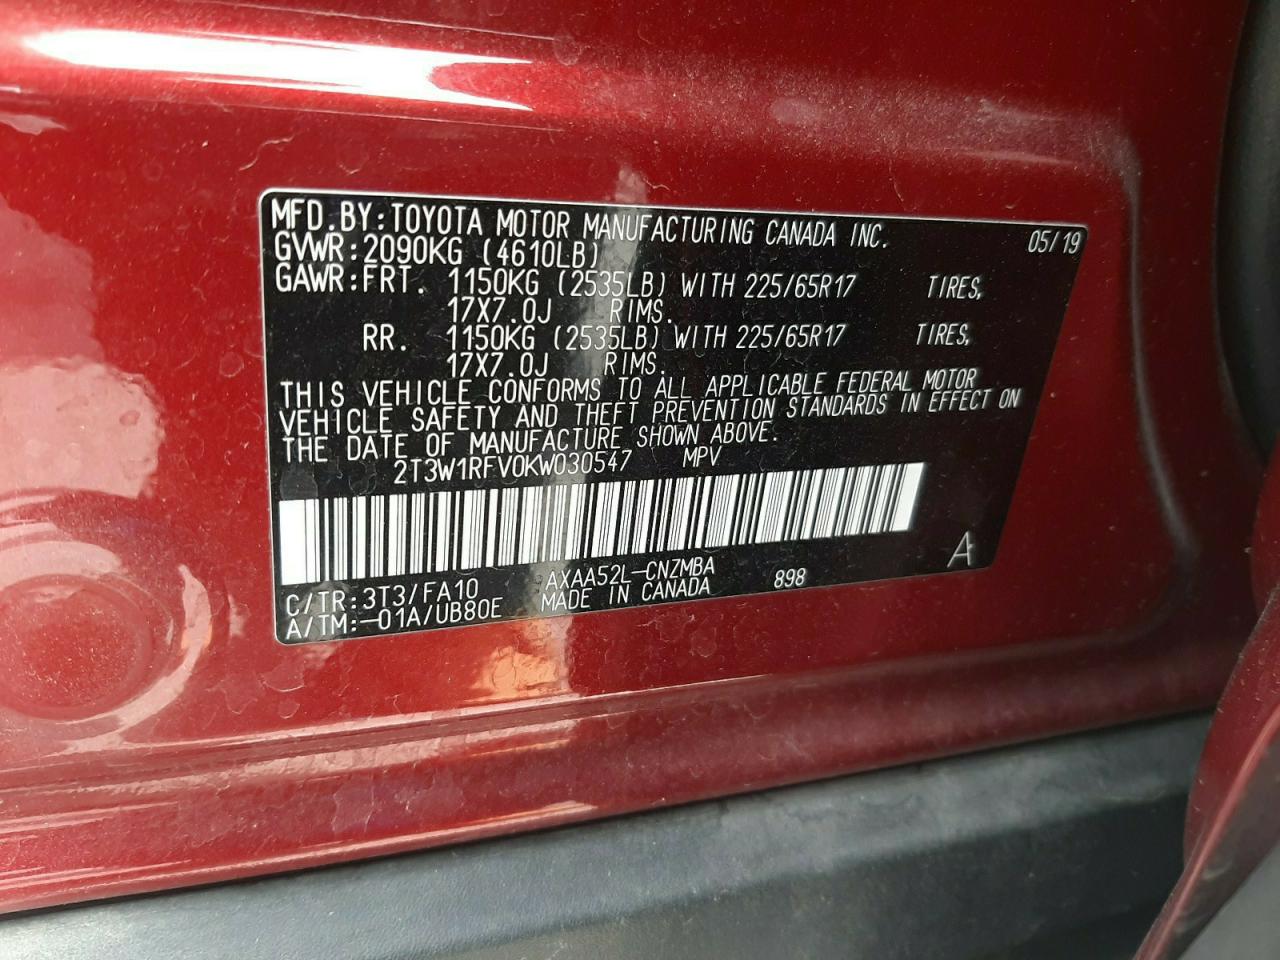 MFD.BY:TOYOTA MOTOR MANUFACTURING CANADA INC. 05/19
GVWR:2090KG (4610LB)
GAWR:FRT. 1150KG (2535LB) WITH 225/65R17 TIRES,
17X7.0J RIMS.
RR. 1150KG (2535LB) WITH 225/65R17 TIRES,
17X7.0J RIMS.
THIS VEHICLE CONFORMS TO ALL APPLICABLE FEDERAL MOTOR
VEHICLE SAFETY AND THEFT PREVENTION STANDARDS IN EFFECT ON
THE DATE OF MANUFACTURE SHOWN ABOVE.
2T3W1RFV0KW030547 MPV
A
C/TR:3T3/FA10 AXAA52L-CNZMBA 898
A/TM:-01A/UB80E MADE IN CANADA